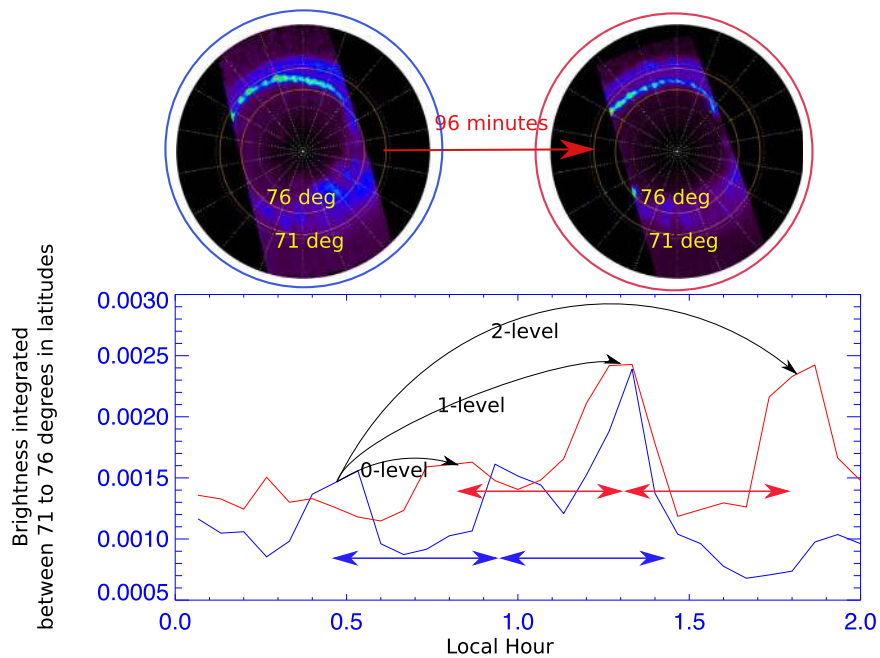 96 minutes
76 deg
76 deg
71 deg
71 deg
Brightness integrated
between 71 to 76 degrees in latitudes
0.0030
0.0025
0.0020
0.0015
0.0010
0.0005
2-level
1-level
0-level
0.0
0.5
1.0
1.5
2.0
Local Hour